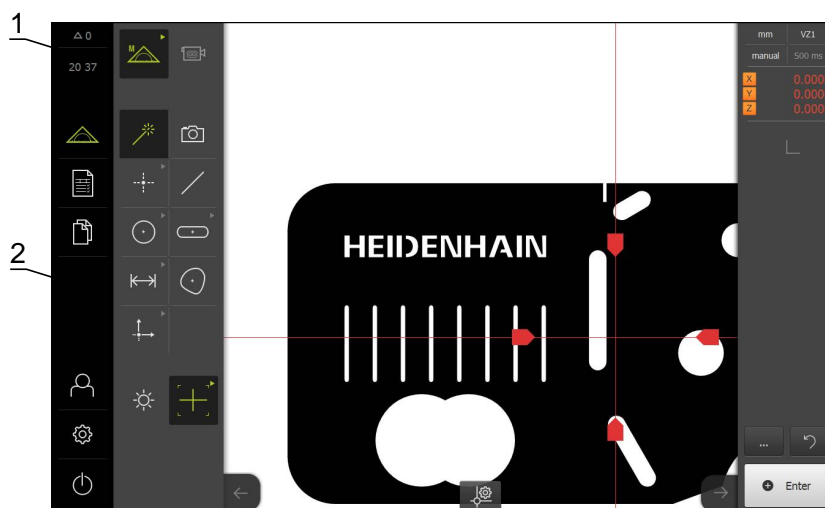 1
2
△ 0
20 37
M
HEIDENHAIN
mm VZ1
manual 500 ms
X 0.000
Y 0.000
Z 0.000
...
Enter